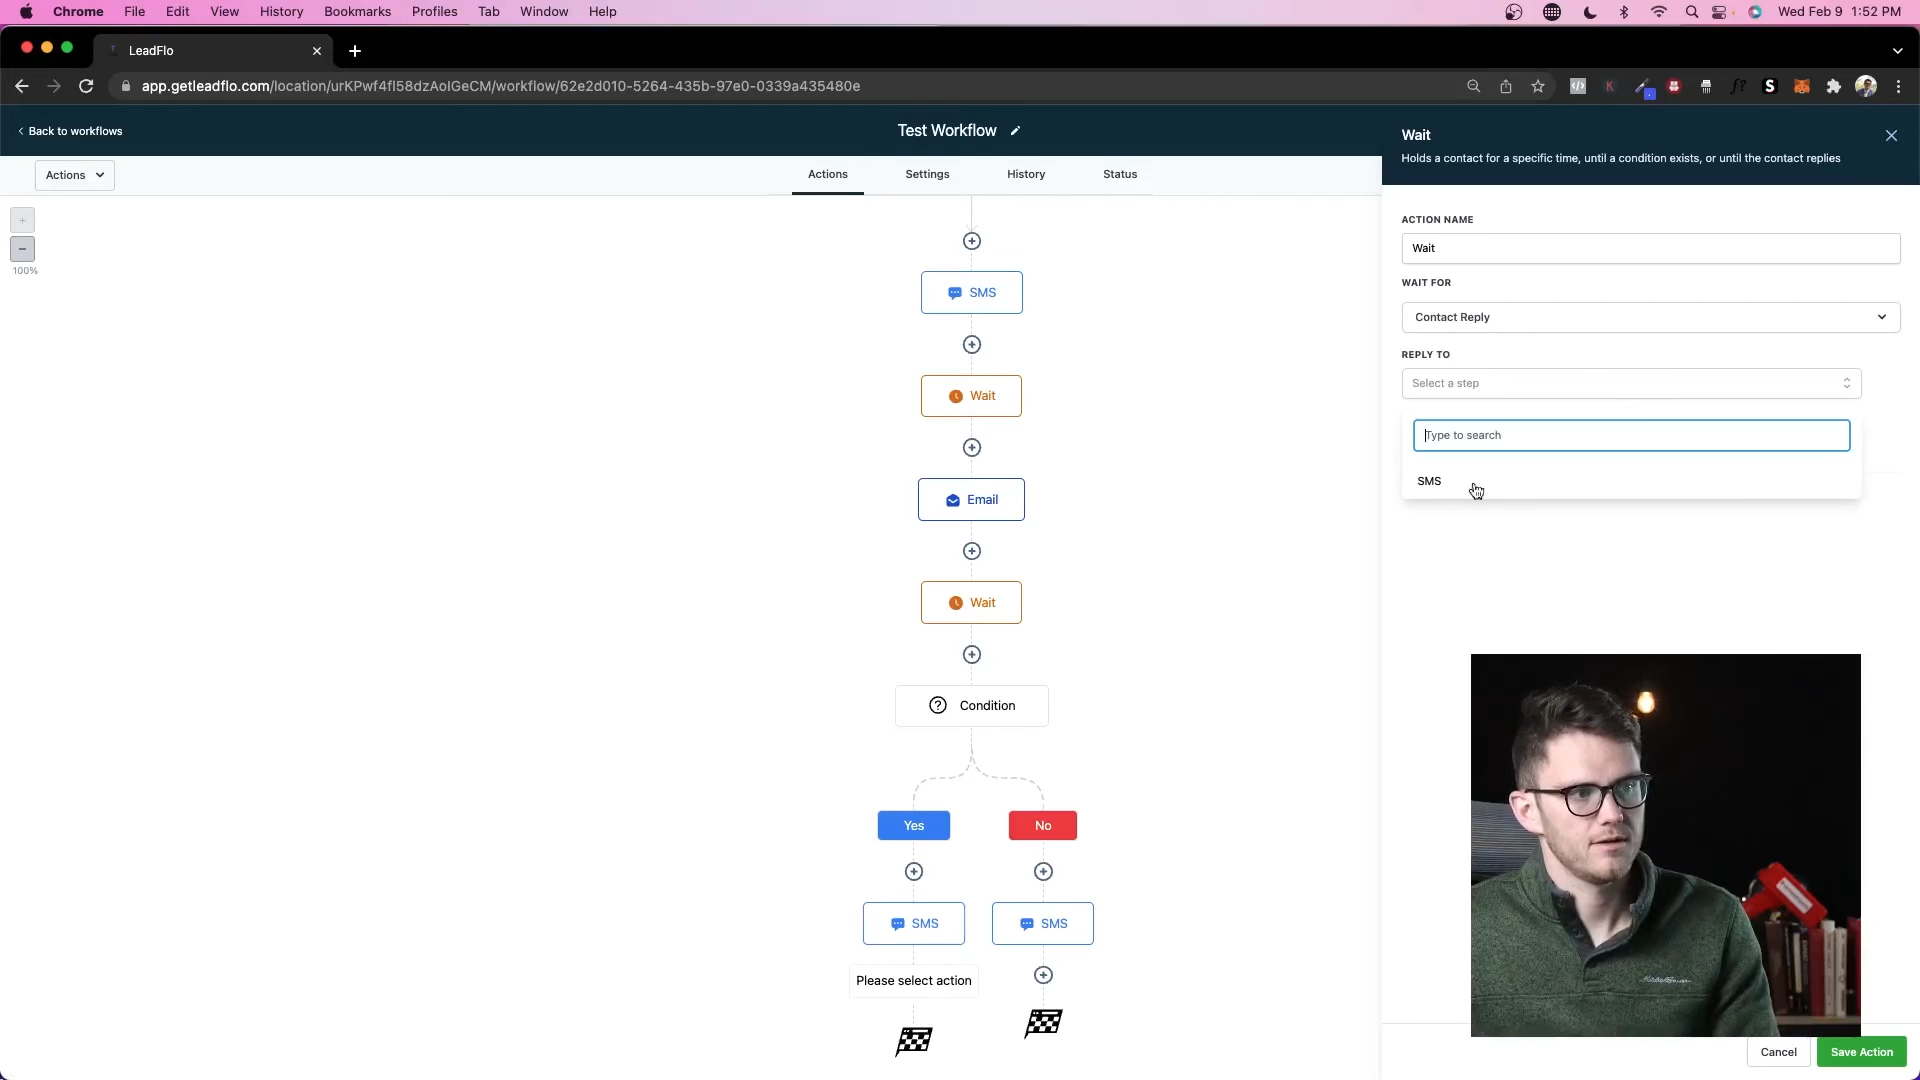 Chrome File Edit View History Bookmarks Profiles Tab Window Help
Wed Feb 9 1:52 PM
LeadFlo
app.getleadflo.com/location/urKPwf4fl58dzAoIGeCM/workflow/62e2d010-5264-435b-97e0-0339a435480e
Back to workflows
Test Workflow
Actions
Actions Settings History Status
100%
SMS
Wait
Email
Wait
Condition
Yes No
SMS SMS
Please select action
Wait
Holds a contact for a specific time, until a condition exists, or until the contact replies
ACTION NAME
Wait
WAIT FOR
Contact Reply
REPLY TO
Select a step
Type to search
SMS
Cancel Save Action